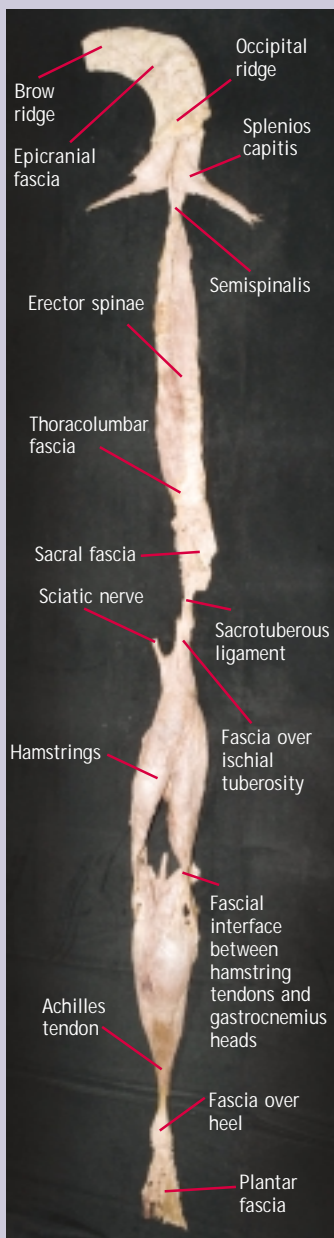 Brow
ridge
Epicranial
fascia
Occipital
ridge
Splenios
capitis
Semispinalis
Erector spinae
Thoracolumbar
fascia
Sacral fascia
Sciatic nerve
Sacrotuberous
ligament
Hamstrings
Fascia over
ischial
tuberosity
Fascial
interface
between
hamstring
tendons and
gastrocnemius
heads
Achilles
tendon
Fascia over
heel
Plantar
fascia